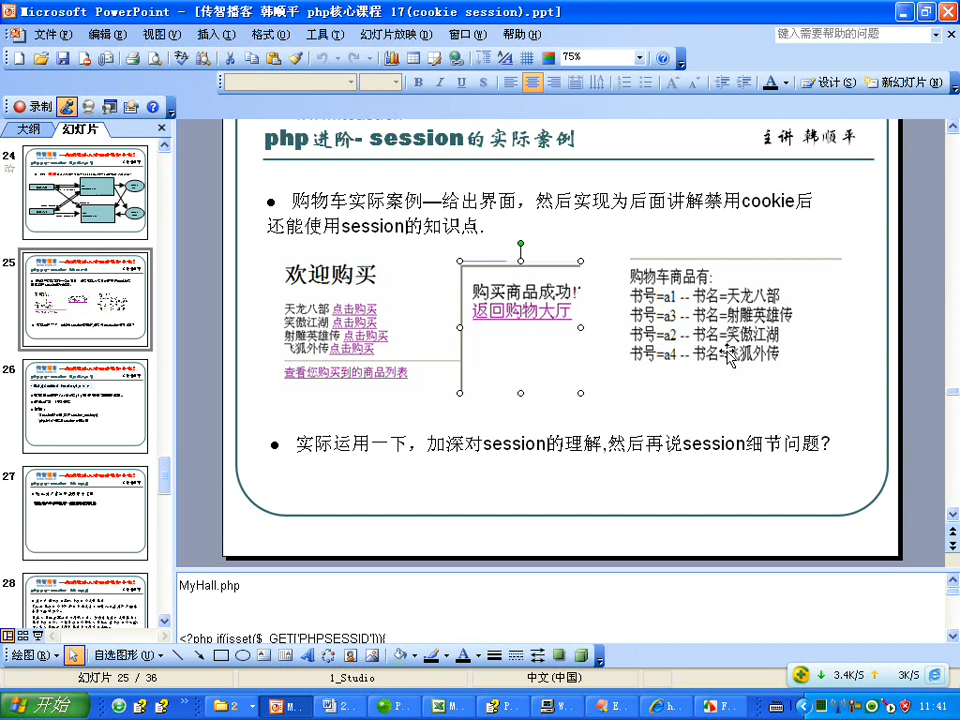 Microsoft PowerPoint - [传智播客 韩顺平 php核心课程 17(cookie session).ppt]
文件(F) 编辑(E) 视图(V) 插入(I) 格式(O) 工具(T) 幻灯片放映(D) 窗口(W) 帮助(H) 键入需要帮助的问题
75%
B I U S A 设计(S) 新幻灯片(N)
录制
大纲 幻灯片
24
25
26
27
28
php进阶- session的实际案例 主讲 韩顺平
● 购物车实际案例—给出界面，然后实现为后面讲解禁用cookie后
还能使用session的知识点.
欢迎购买
天龙八部 点击购买
笑傲江湖 点击购买
射雕英雄传 点击购买
飞狐外传点击购买
查看您购买到的商品列表
购买商品成功!
返回购物大厅
购物车商品有:
书号=a1 -- 书名=天龙八部
书号=a3 -- 书名=射雕英雄传
书号=a2 -- 书名=笑傲江湖
书号=a4 -- 书名=飞狐外传
● 实际运用一下，加深对session的理解,然后再说session细节问题?
MyHall.php
<?php if(isset($_GET['PHPSESSID'])){
绘图(R) 自选图形(U)
幻灯片 25 / 36 1_Studio 中文(中国) 3.4K/S 3K/S
开始 2 M.. 2.. P.. M.. P.. W.. E.. h.. F.. 11:41